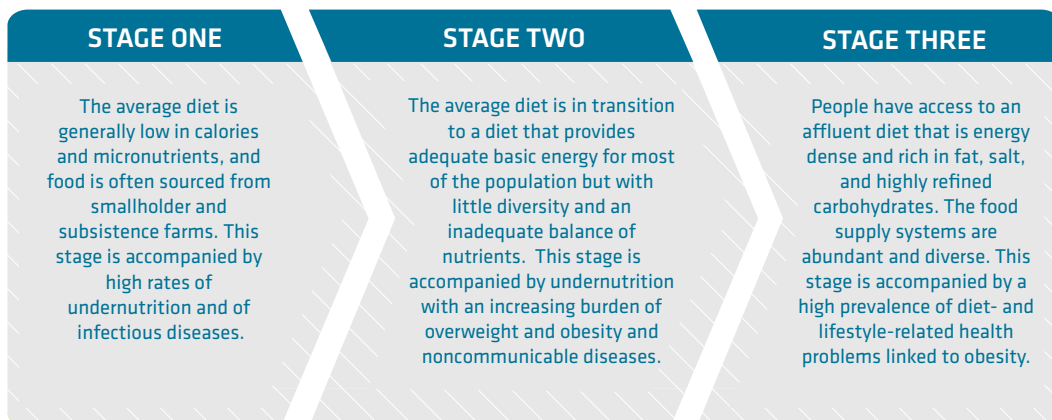 STAGE ONE
The average diet is
generally low in calories
and micronutrients, and
food is often sourced from
smallholder and
subsistence farms. This
stage is accompanied by
high rates of
undernutrition and of
infectious diseases.
STAGE TWO
The average diet is in transition
to a diet that provides
adequate basic energy for most
of the population but with
little diversity and an
inadequate balance of
nutrients.  This stage is
accompanied by undernutrition
with an increasing burden of
overweight and obesity and
noncommunicable diseases.
STAGE THREE
People have access to an
affluent diet that is energy
dense and rich in fat, salt,
and highly refined
carbohydrates. The food
supply systems are
abundant and diverse. This
stage is accompanied by a
high prevalence of diet- and
lifestyle-related health
problems linked to obesity.